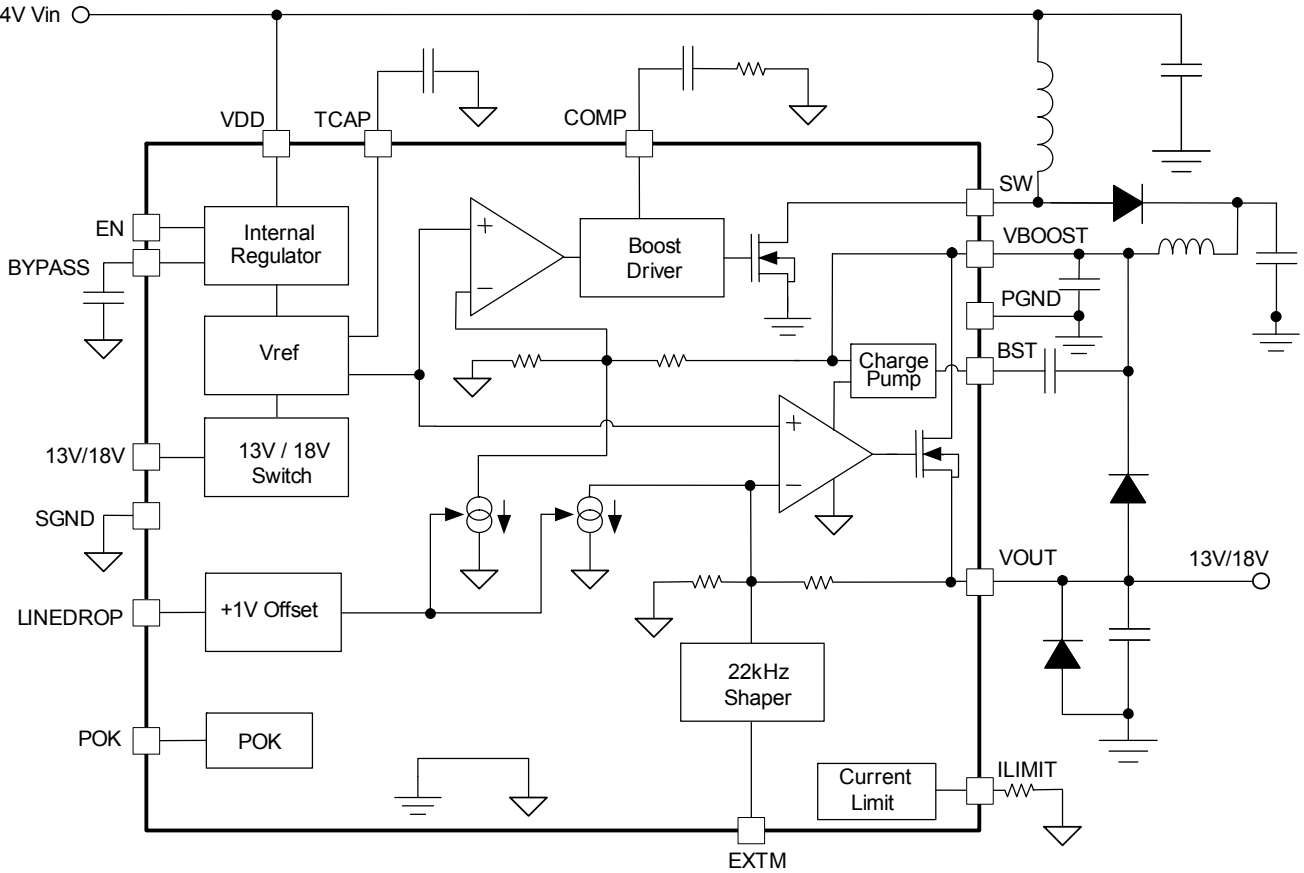 4V Vin
VDD
TCAP
COMP
SW
EN
Internal
Regulator
BYPASS
+
−
Boost
Driver
VBOOST
PGND
Vref
Charge
Pump
BST
13V/18V
13V / 18V
Switch
+
−
SGND
VOUT
13V/18V
LINEDROP
+1V Offset
22kHz
Shaper
POK
POK
Current
Limit
ILIMIT
EXTM